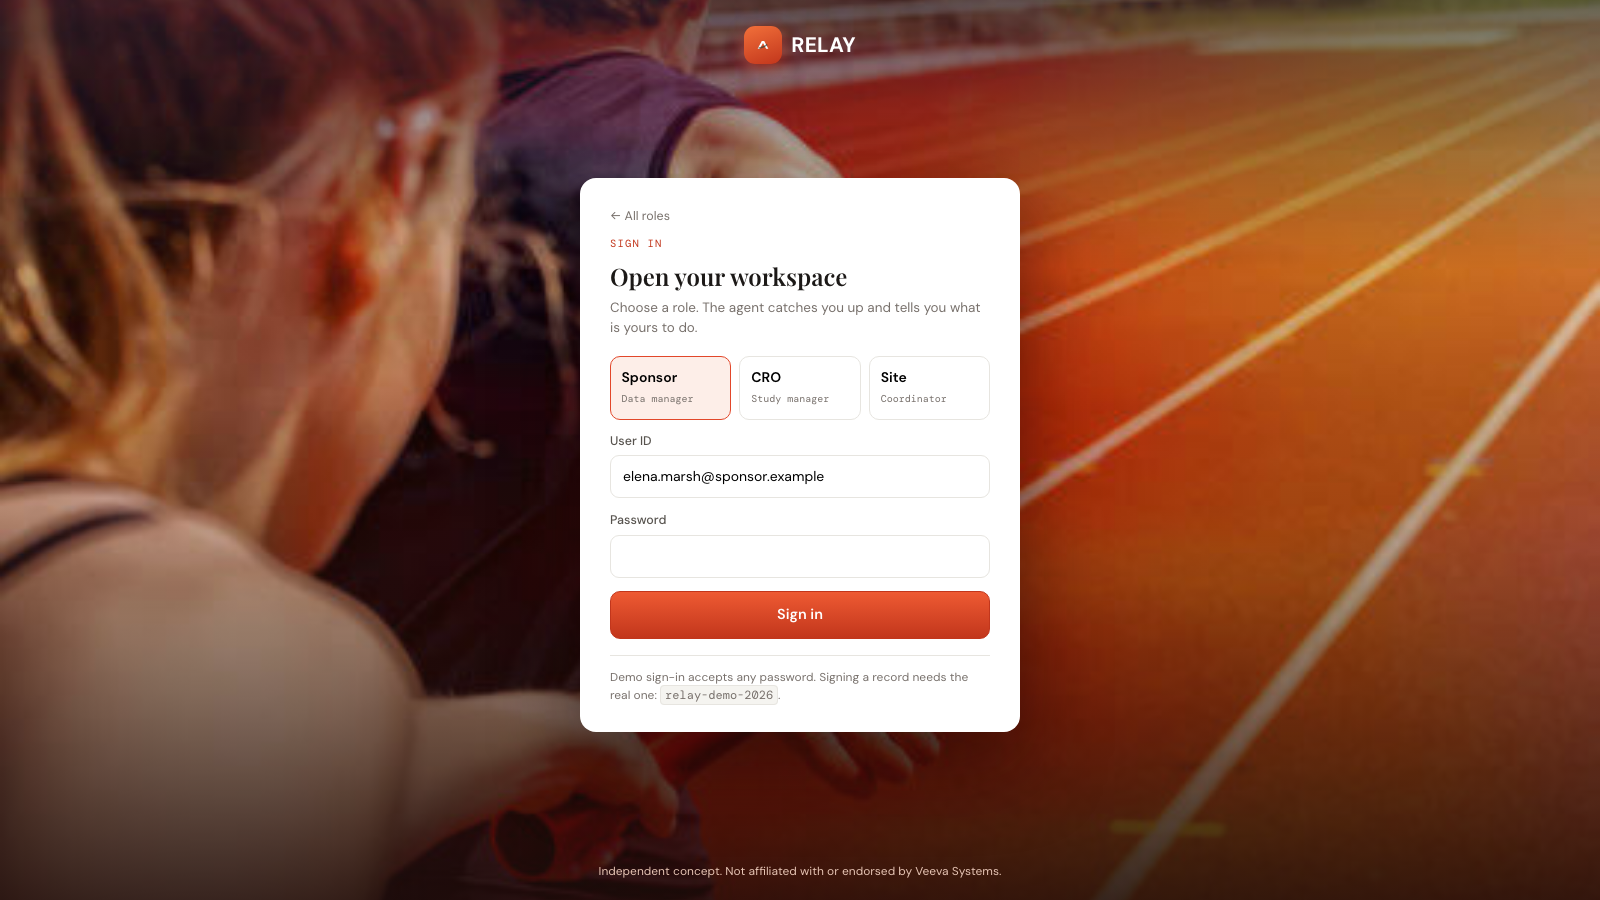 RELAY
← All roles
SIGN IN
Open your workspace
Choose a role. The agent catches you up and tells you what
is yours to do.
Sponsor
Data manager
CRO
Study manager
Site
Coordinator
User ID
elena.marsh@sponsor.example
Password
Sign in
Demo sign-in accepts any password. Signing a record needs the
real one: relay-demo-2026.
Independent concept. Not affiliated with or endorsed by Veeva Systems.